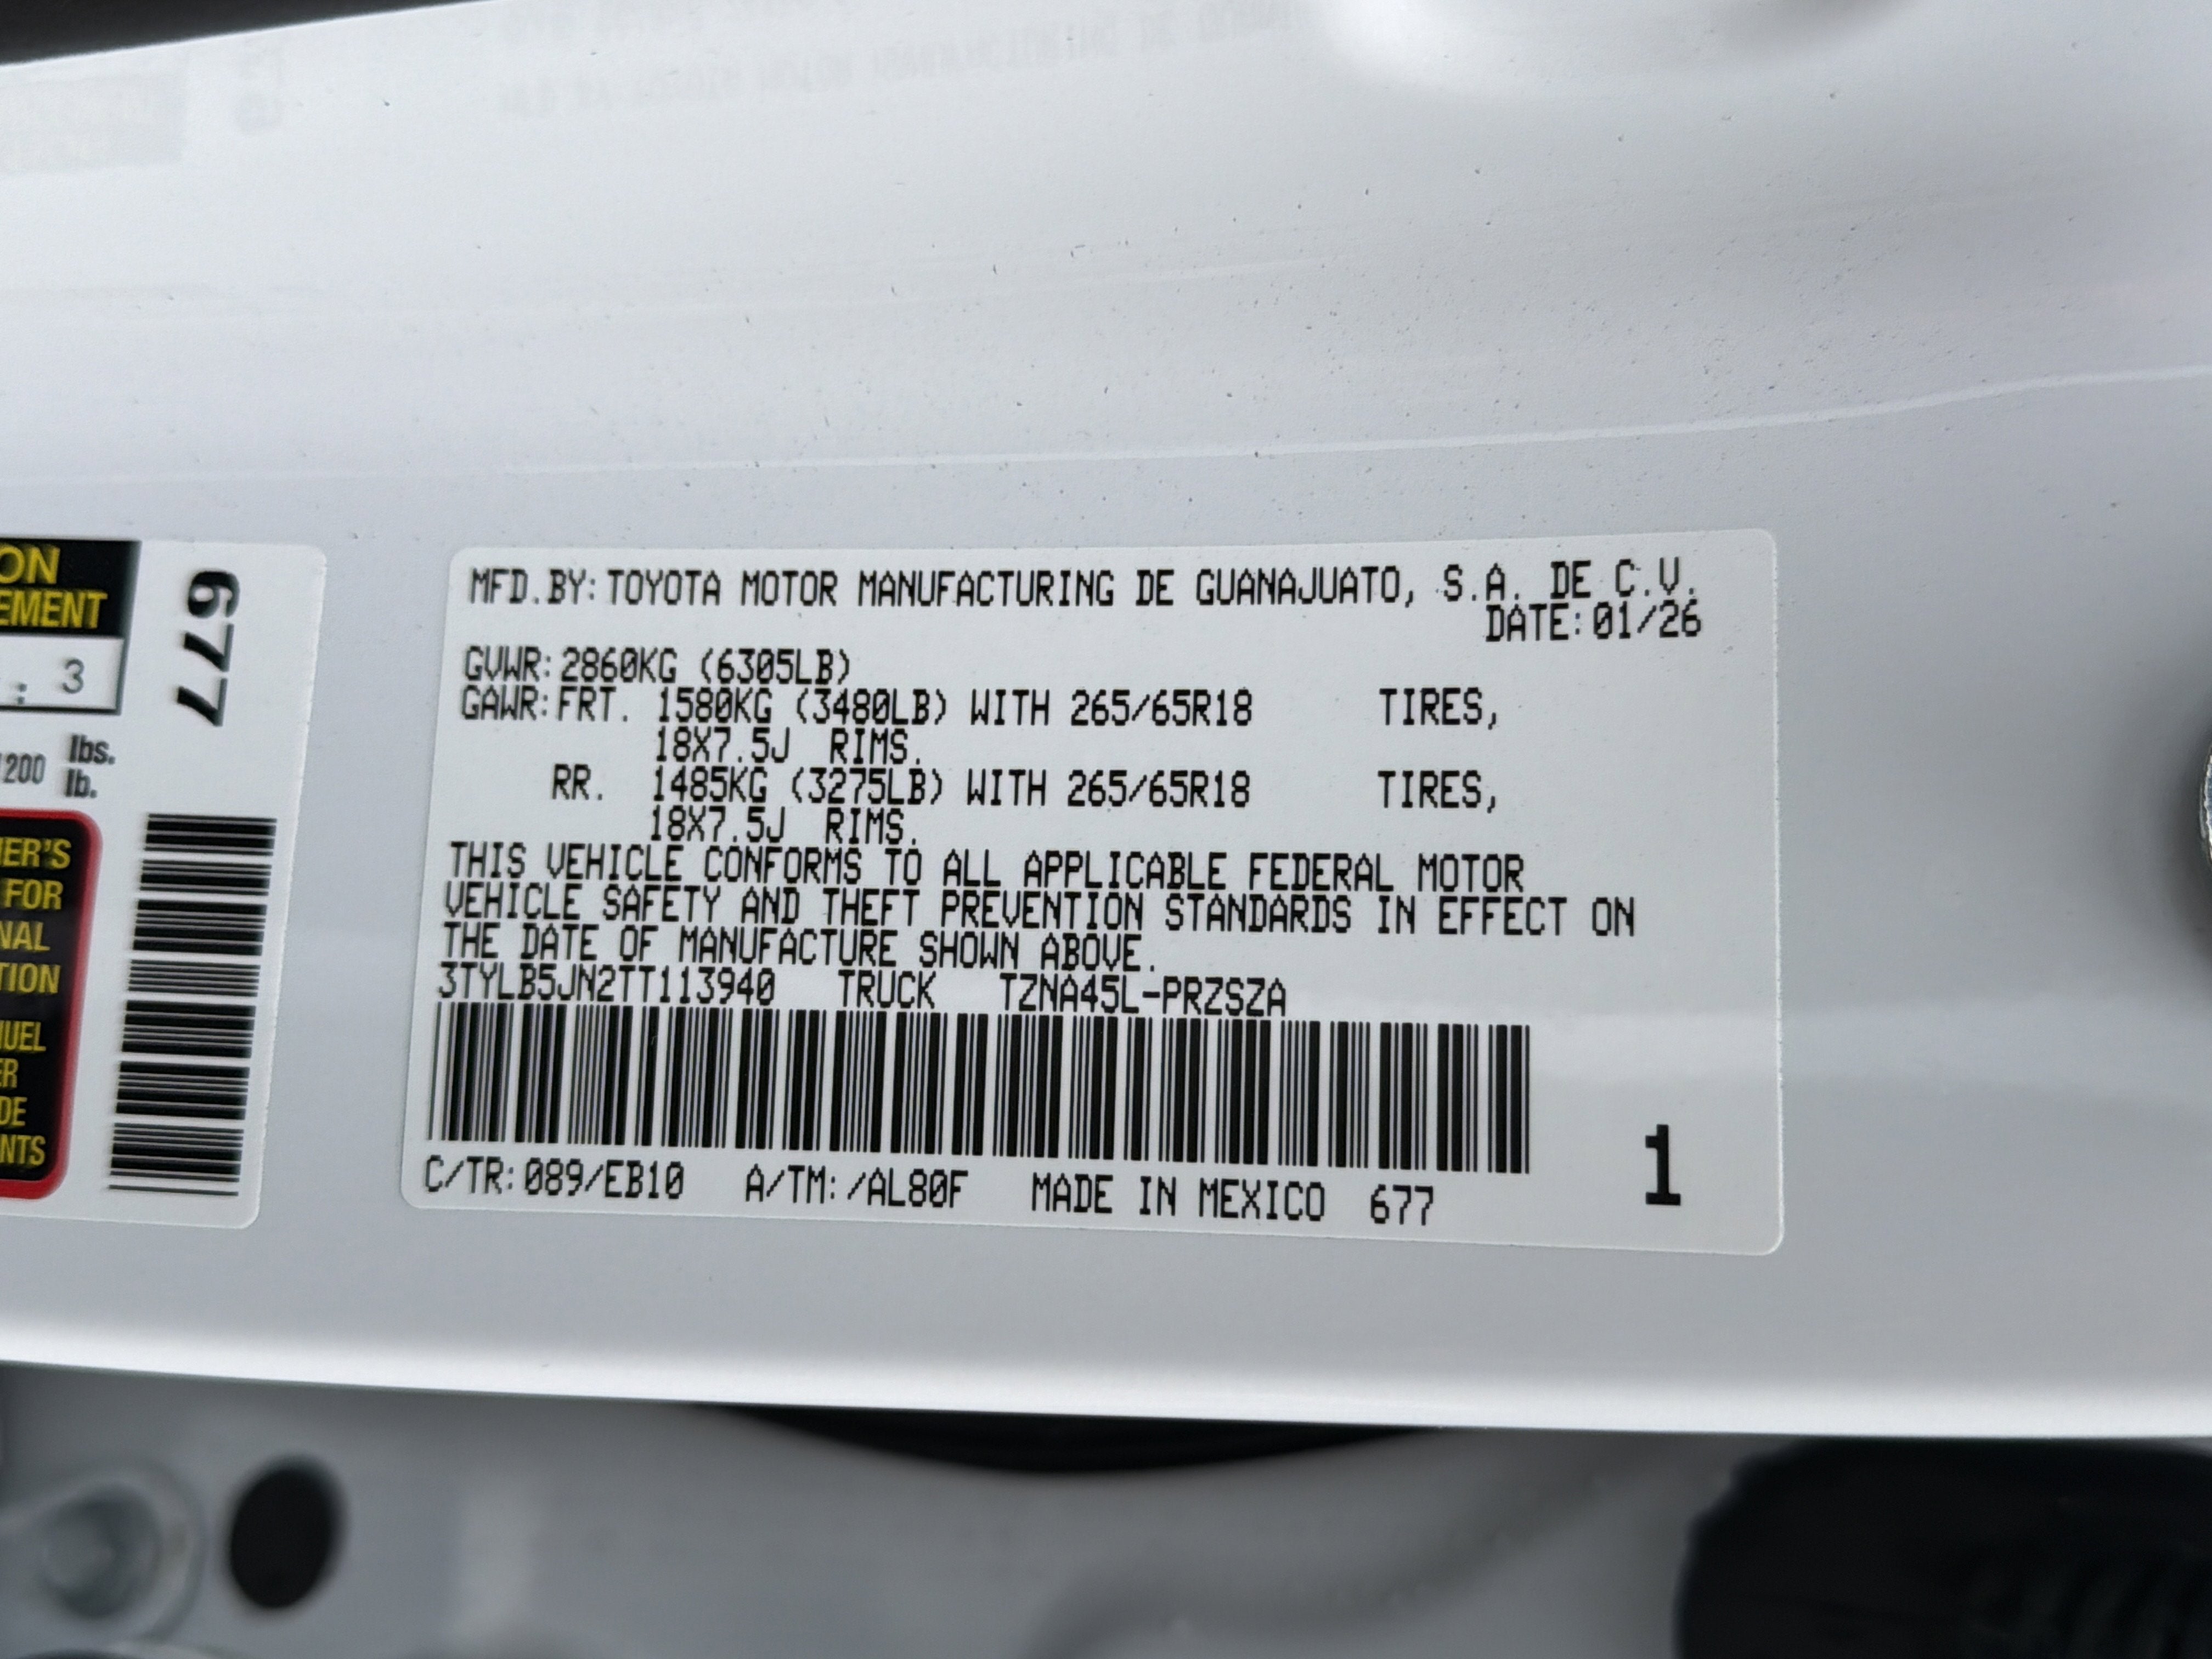 MFD.BY:TOYOTA MOTOR MANUFACTURING DE GUANAJUATO, S.A. DE C.V.
DATE:01/26
GVWR:2860KG (6305LB)
GAWR:FRT. 1580KG (3480LB) WITH 265/65R18 TIRES,
18X7.5J RIMS.
RR. 1485KG (3275LB) WITH 265/65R18 TIRES,
18X7.5J RIMS.
THIS VEHICLE CONFORMS TO ALL APPLICABLE FEDERAL MOTOR
VEHICLE SAFETY AND THEFT PREVENTION STANDARDS IN EFFECT ON
THE DATE OF MANUFACTURE SHOWN ABOVE.
3TYLB5JN2TT113940 TRUCK TZNA45L-PRZSZA
C/TR:089/EB10 A/TM:/AL80F MADE IN MEXICO 677
1
677
: 3
lbs.
lb.
FOR